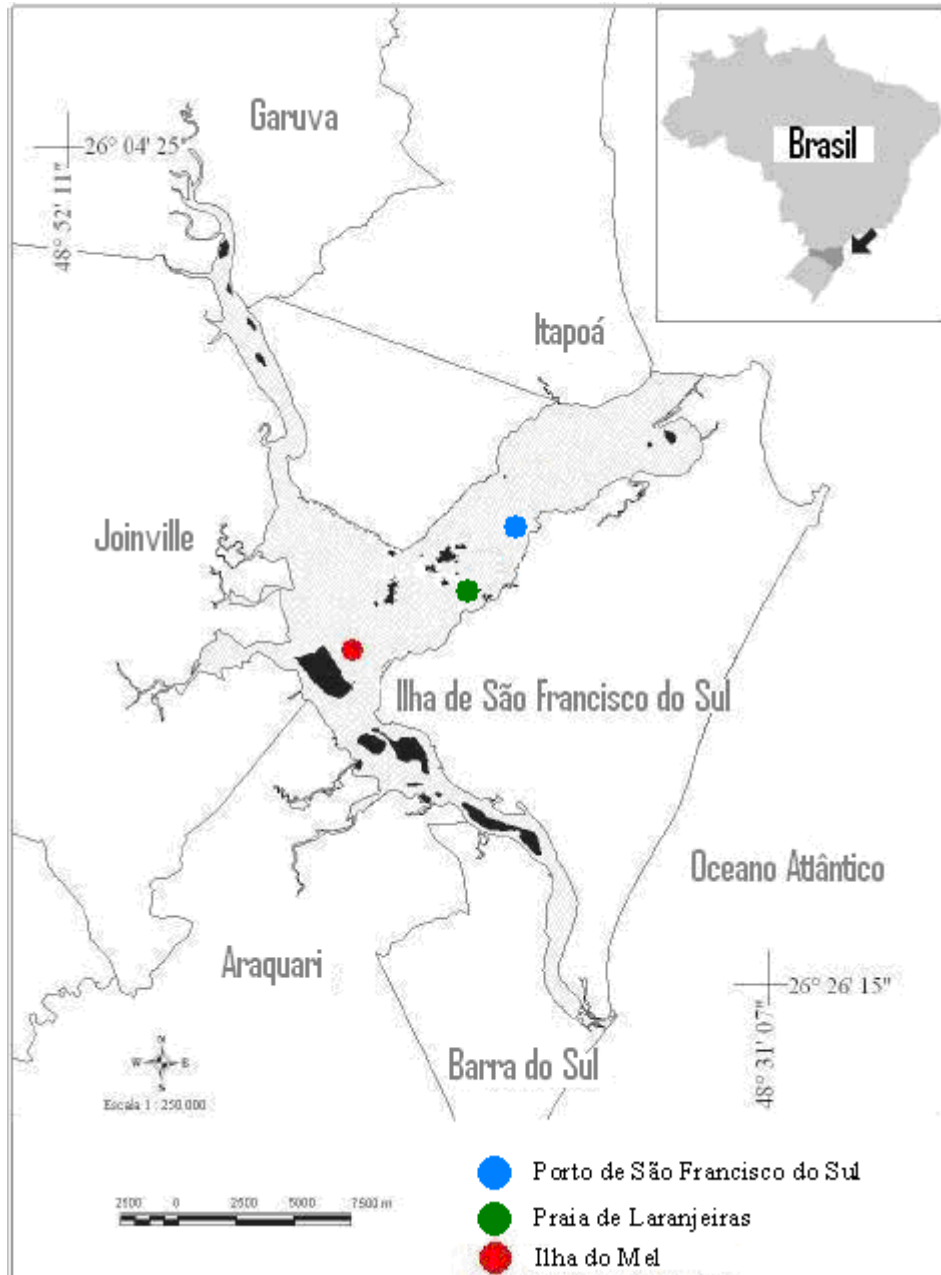 Garuva
26° 04' 25"
48° 52' 11"
Brasil
Itapoá
Joinville
Ilha de São Francisco do Sul
Oceano Atlântico
Araquari
26° 26' 15"
48° 31' 07"
Barra do Sul
N
W E
S
Escala 1 : 250.000
2500 0 2500 5000 7500 m
Porto de São Francisco do Sul
Praia de Laranjeiras
Ilha do Mel